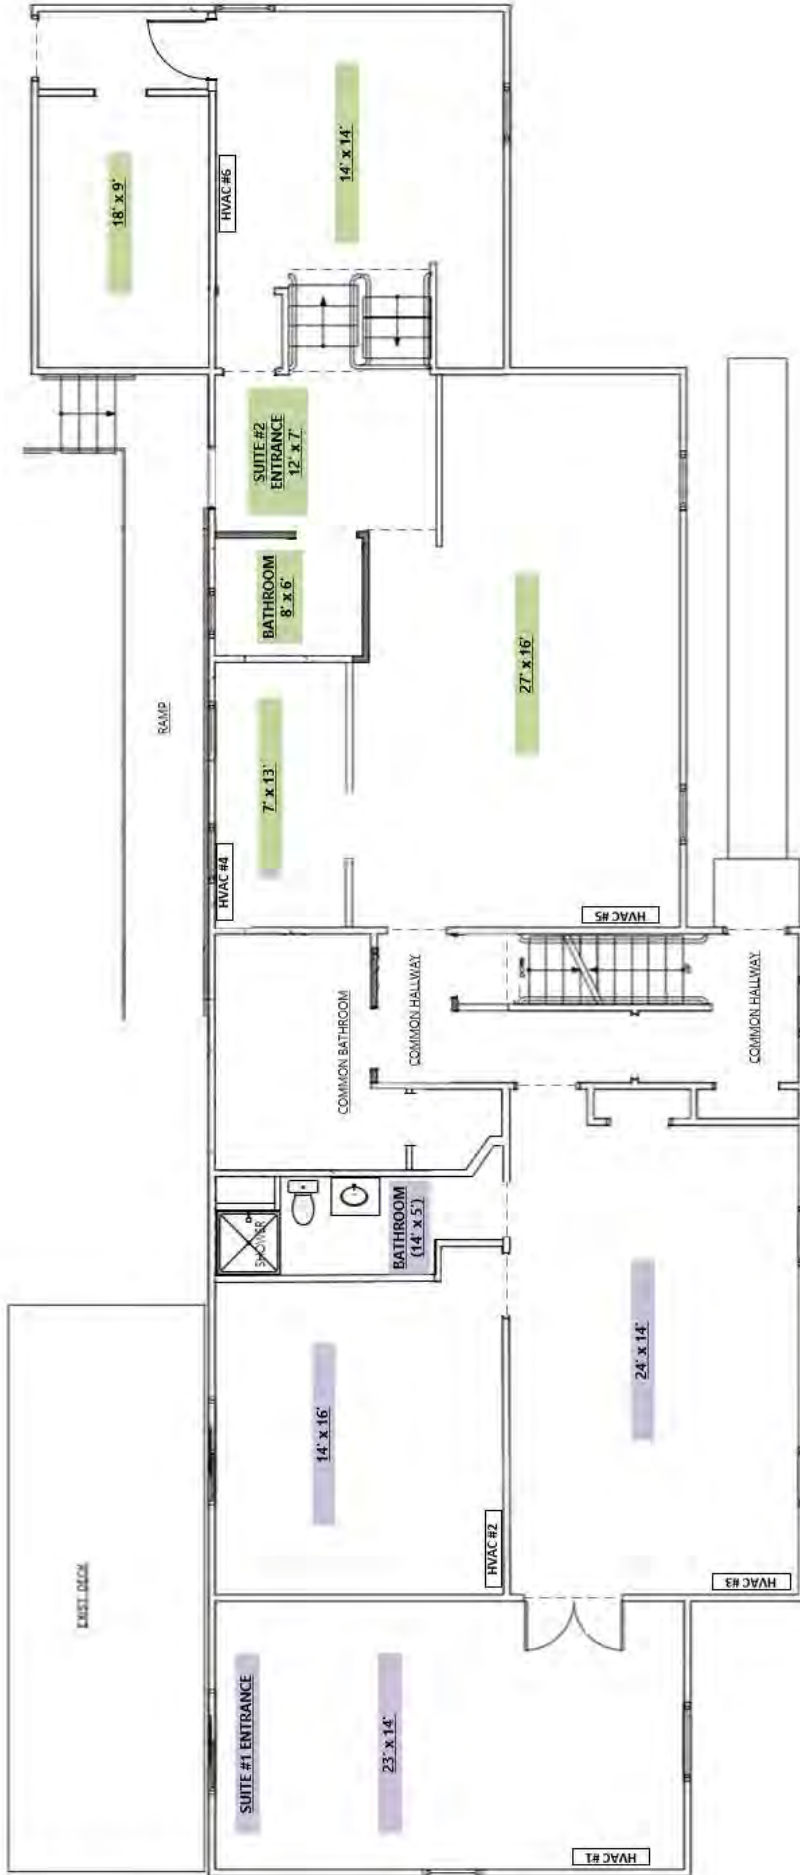 18' x 9'
HVAC #6
14' x 14'
SUITE #2
ENTRANCE
12' x 7'
BATHROOM
8' x 6'
RAMP
7' x 13'
27' x 16'
HVAC #4
HVAC #5
COMMON BATHROOM
COMMON HALLWAY
DOWN
UP
COMMON HALLWAY
SHOWER
BATHROOM
(14' x 5')
14' x 16'
24' x 14'
HVAC #2
HVAC #3
EXIST. DECK
SUITE #1 ENTRANCE
23' x 14'
HVAC #1